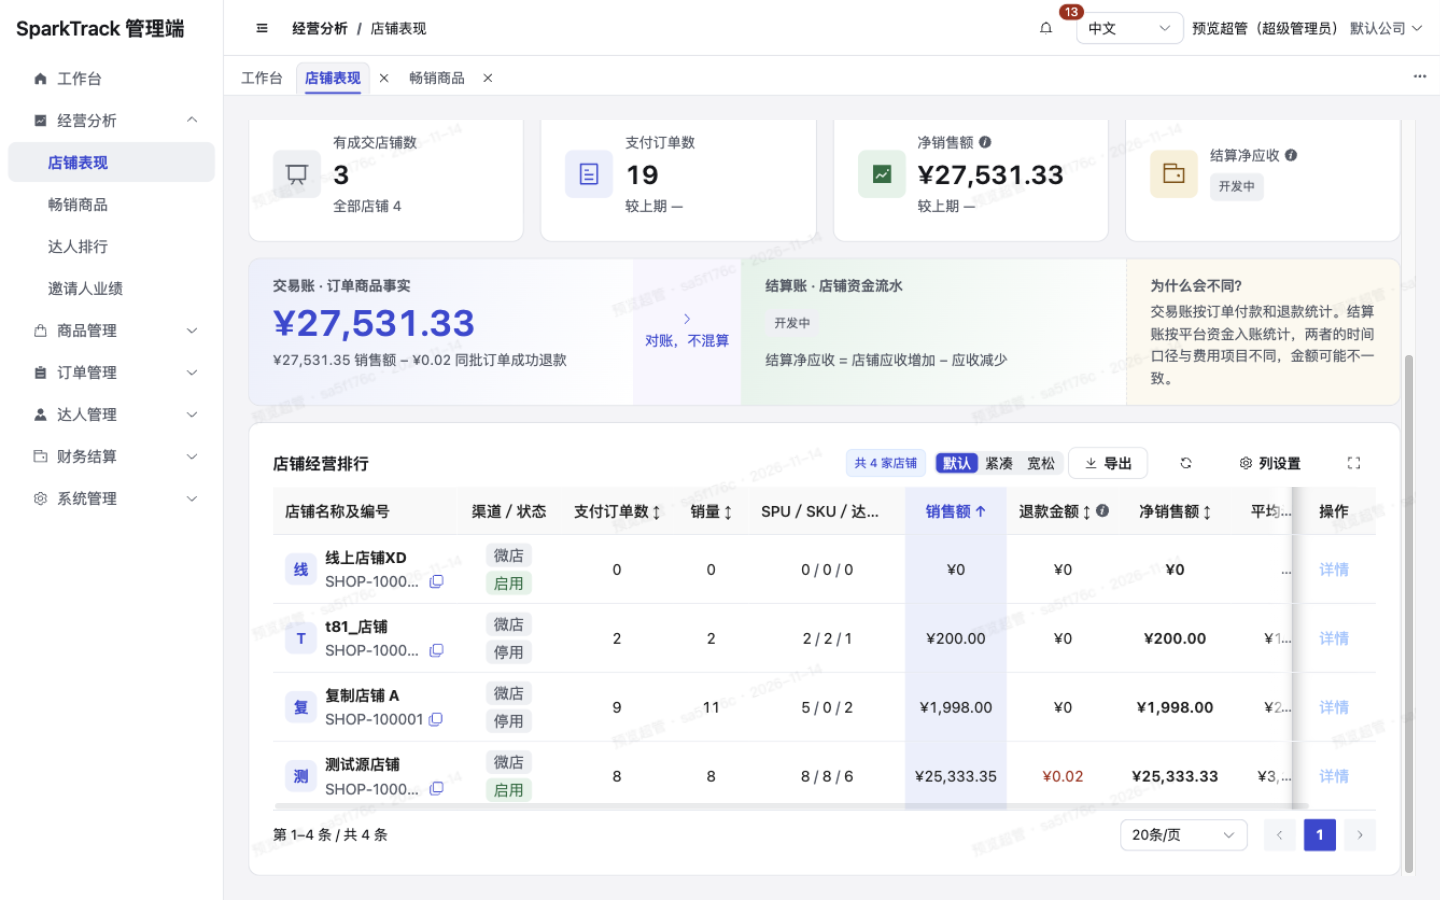 SparkTrack 管理端
工作台
经营分析
店铺表现
畅销商品
达人排行
邀请人业绩
商品管理
订单管理
达人管理
财务结算
系统管理
经营分析 / 店铺表现
13
中文
预览超管（超级管理员）
默认公司
工作台
店铺表现
畅销商品
有成交店铺数
3
全部店铺 4
支付订单数
19
较上期 —
净销售额
¥27,531.33
较上期 —
结算净应收
开发中
交易账 · 订单商品事实
¥27,531.33
¥27,531.35 销售额 − ¥0.02 同批订单成功退款
对账，不混算
结算账 · 店铺资金流水
开发中
结算净应收 = 店铺应收增加 − 应收减少
为什么会不同?
交易账按订单付款和退款统计。结算
账按平台资金入账统计，两者的时间
口径与费用项目不同，金额可能不一
致。
店铺经营排行
共 4 家店铺
默认 紧凑 宽松
导出
列设置
店铺名称及编号 渠道 / 状态 支付订单数 销量 SPU / SKU / 达... 销售额 退款金额 净销售额 平均... 操作
线 线上店铺XD SHOP-1000... 微店 启用 0 0 0 / 0 / 0 ¥0 ¥0 ¥0 ... 详情
T t81_店铺 SHOP-1000... 微店 停用 2 2 2 / 2 / 1 ¥200.00 ¥0 ¥200.00 ¥1... 详情
复 复制店铺 A SHOP-100001 微店 停用 9 11 5 / 0 / 2 ¥1,998.00 ¥0 ¥1,998.00 ¥2... 详情
测 测试源店铺 SHOP-1000... 微店 启用 8 8 8 / 8 / 6 ¥25,333.35 ¥0.02 ¥25,333.33 ¥3,... 详情
第 1–4 条 / 共 4 条
20条/页
1
预览超管 · sa5f176c · 2026-11-14